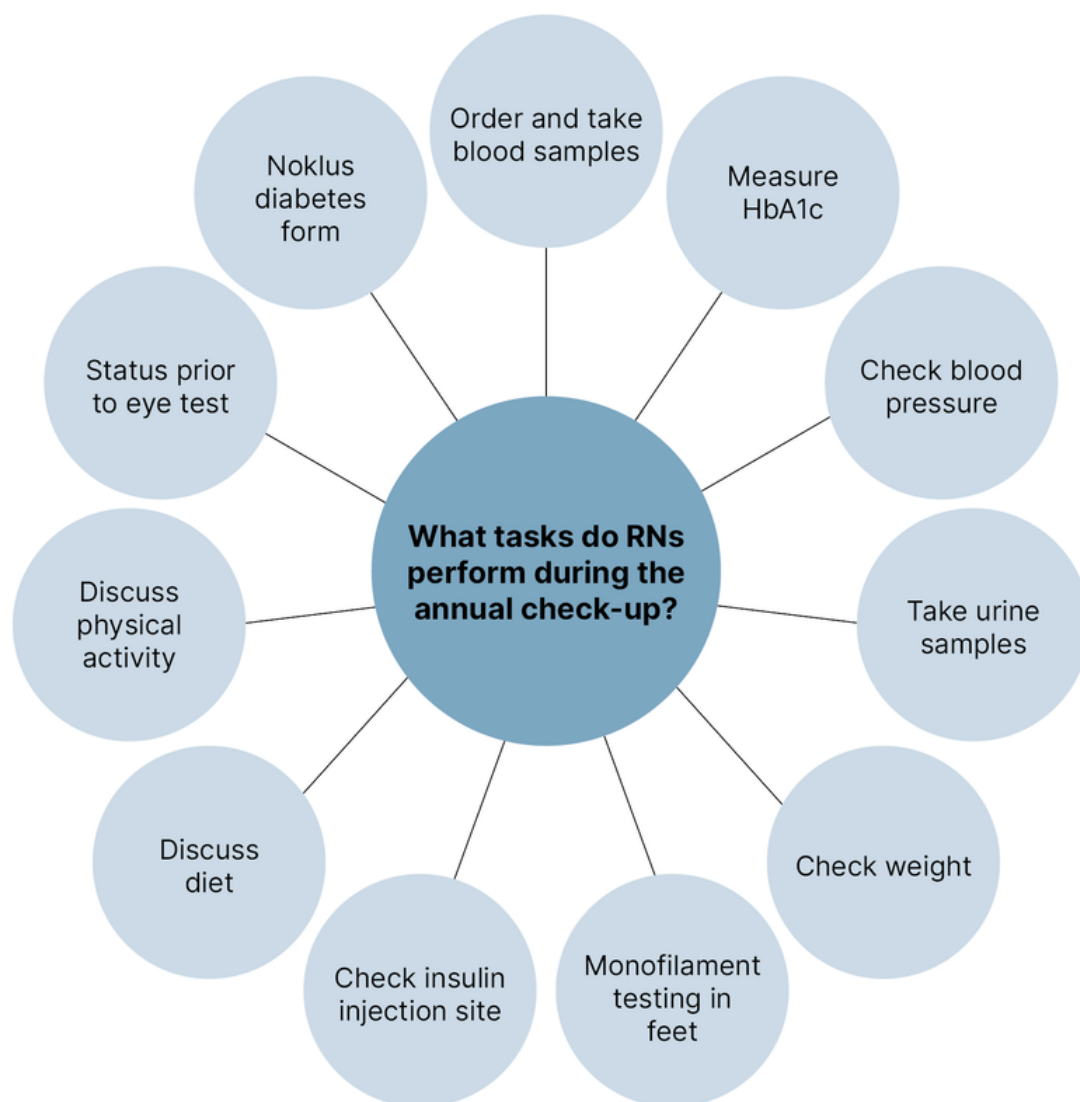 What tasks do RNs
perform during the
annual check-up?
Order and take
blood samples
Measure
HbA1c
Check blood
pressure
Take urine
samples
Check weight
Monofilament
testing in
feet
Check insulin
injection site
Discuss
diet
Discuss
physical
activity
Status prior
to eye test
Noklus
diabetes
form